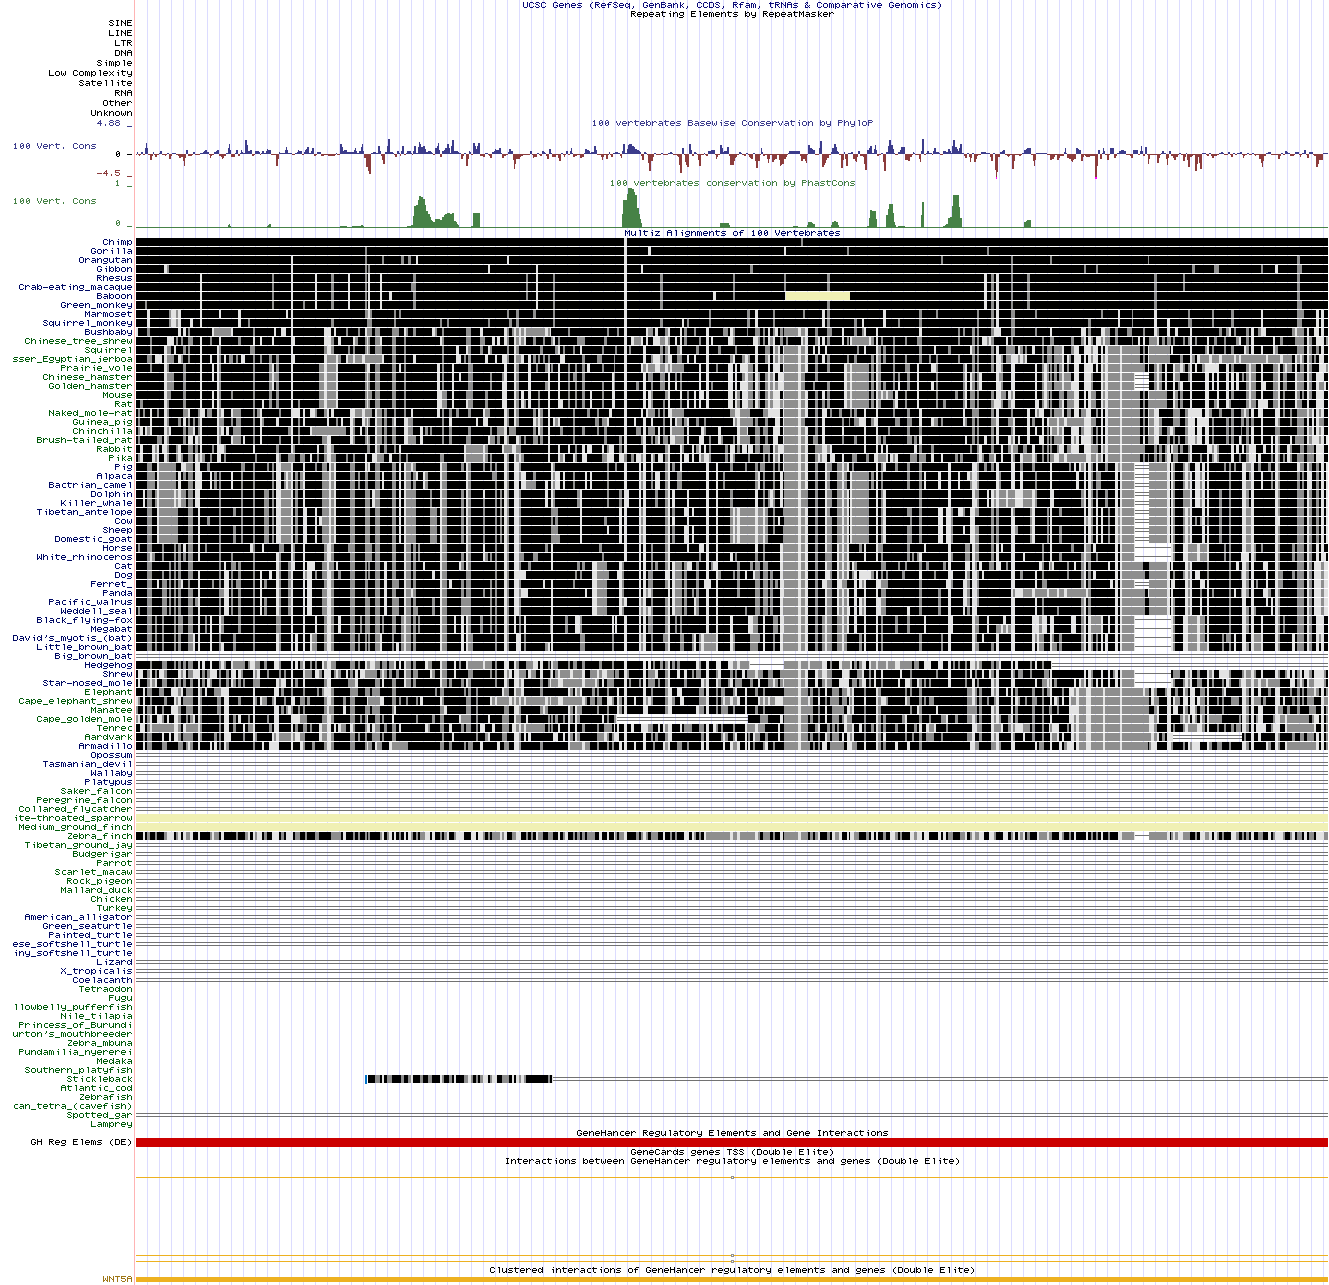 UCSC Genes (RefSeq, GenBank, CCDS, Rfam, tRNAs & Comparative Genomics)
Repeating Elements by RepeatMasker
SINE
LINE
LTR
DNA
Simple
Low Complexity
Satellite
RNA
Other
Unknown
100 vertebrates Basewise Conservation by PhyloP
4.88 _
100 Vert. Cons
0 _
-4.5 _
100 vertebrates conservation by PhastCons
1 _
100 Vert. Cons
0 _
Multiz Alignments of 100 Vertebrates
Chimp
Gorilla
Orangutan
Gibbon
Rhesus
Crab-eating_macaque
Baboon
Green_monkey
Marmoset
Squirrel_monkey
Bushbaby
Chinese_tree_shrew
Squirrel
sser_Egyptian_jerboa
Prairie_vole
Chinese_hamster
Golden_hamster
Mouse
Rat
Naked_mole-rat
Guinea_pig
Chinchilla
Brush-tailed_rat
Rabbit
Pika
Pig
Alpaca
Bactrian_camel
Dolphin
Killer_whale
Tibetan_antelope
Cow
Sheep
Domestic_goat
Horse
White_rhinoceros
Cat
Dog
Ferret_
Panda
Pacific_walrus
Weddell_seal
Black_flying-fox
Megabat
David's_myotis_(bat)
Little_brown_bat
Big_brown_bat
Hedgehog
Shrew
Star-nosed_mole
Elephant
Cape_elephant_shrew
Manatee
Cape_golden_mole
Tenrec
Aardvark
Armadillo
Opossum
Tasmanian_devil
Wallaby
Platypus
Saker_falcon
Peregrine_falcon
Collared_flycatcher
ite-throated_sparrow
Medium_ground_finch
Zebra_finch
Tibetan_ground_jay
Budgerigar
Parrot
Scarlet_macaw
Rock_pigeon
Mallard_duck
Chicken
Turkey
American_alligator
Green_seaturtle
Painted_turtle
ese_softshell_turtle
iny_softshell_turtle
Lizard
X_tropicalis
Coelacanth
Tetraodon
Fugu
llowbelly_pufferfish
Nile_tilapia
Princess_of_Burundi
urton's_mouthbreeder
Zebra_mbuna
Pundamilia_nyererei
Medaka
Southern_platyfish
Stickleback
Atlantic_cod
Zebrafish
can_tetra_(cavefish)
Spotted_gar
Lamprey
GeneHancer Regulatory Elements and Gene Interactions
GH Reg Elems (DE)
GeneCards genes TSS (Double Elite)
Interactions between GeneHancer regulatory elements and genes (Double Elite)
Clustered interactions of GeneHancer regulatory elements and genes (Double Elite)
WNT5A